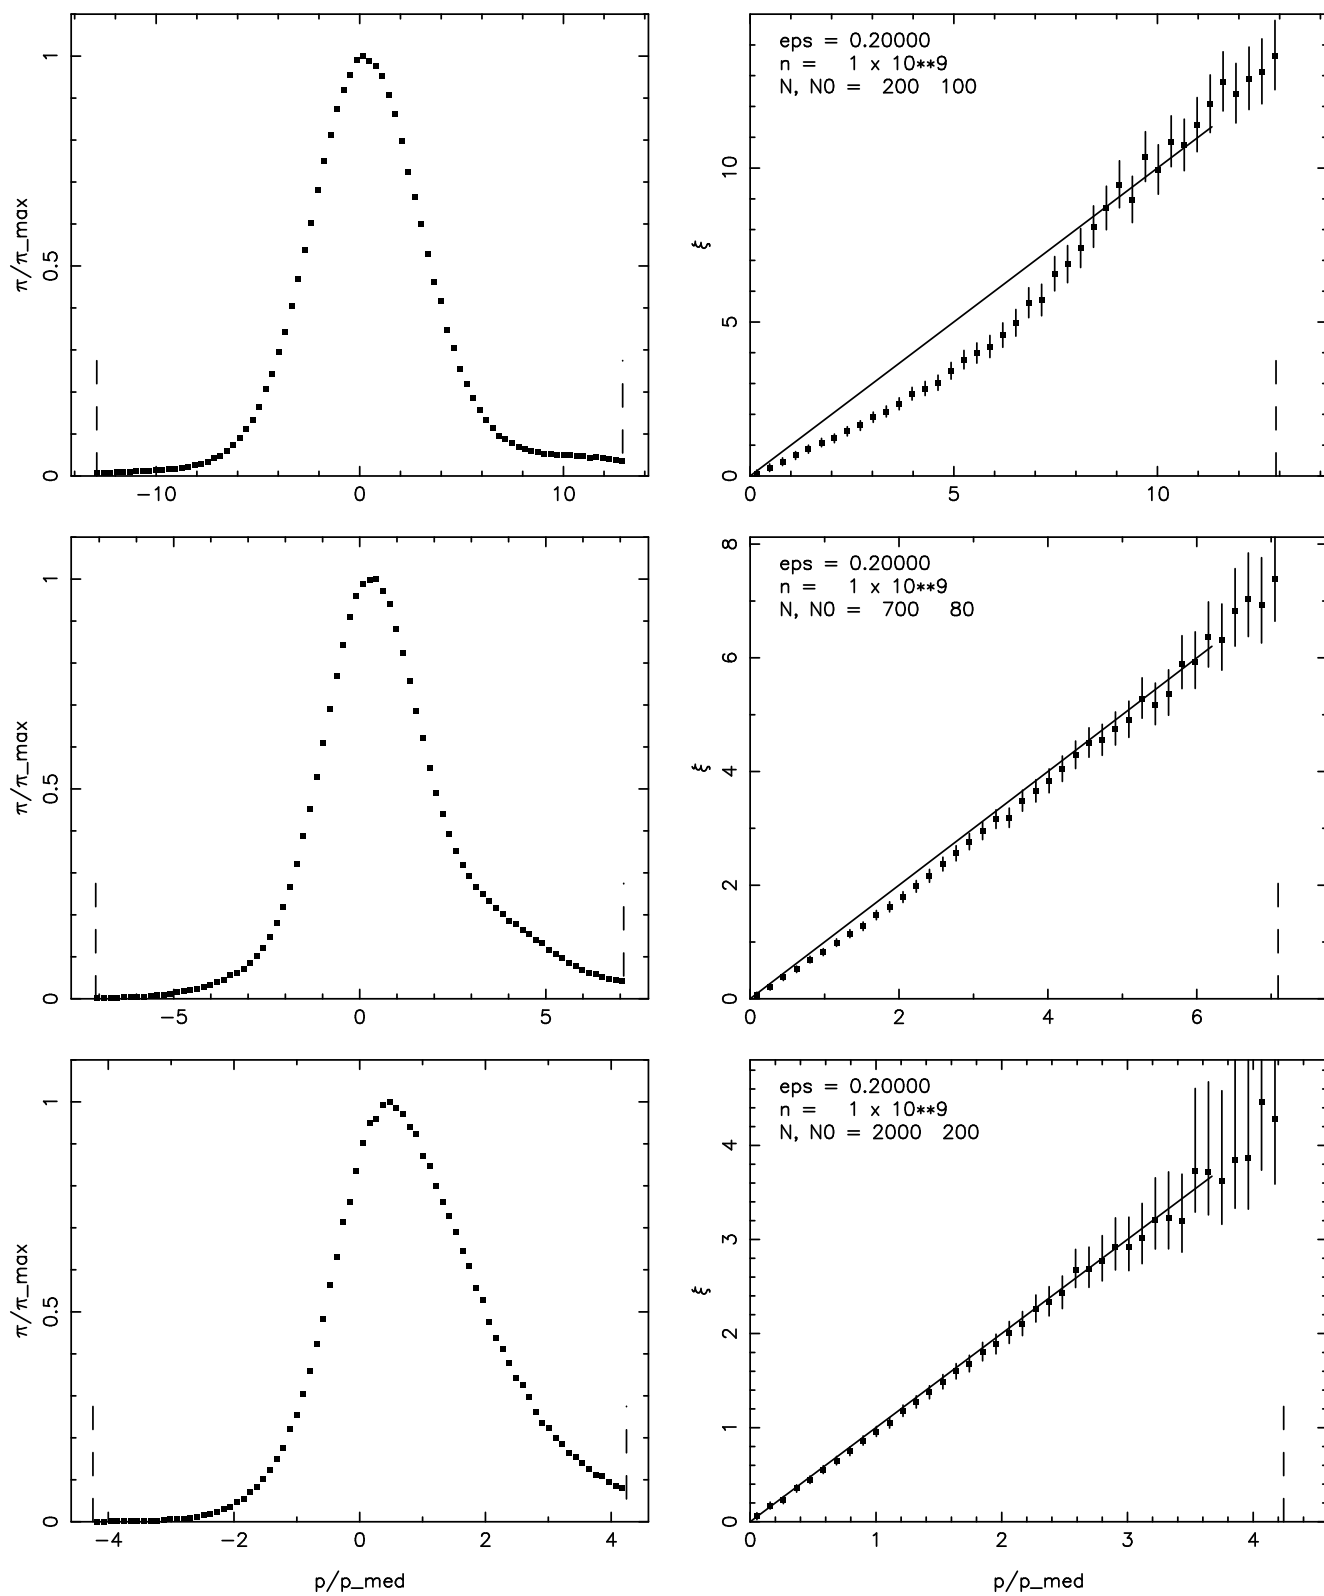 π/π_max
1
0.5
0
−10
0
10
eps = 0.20000
n = 1 x 10**9
N, N0 = 200 100
ξ
10
5
0
0
5
10
π/π_max
1
0.5
0
−5
0
5
eps = 0.20000
n = 1 x 10**9
N, N0 = 700 80
ξ
8
6
4
2
0
0
2
4
6
π/π_max
1
0.5
0
−4
−2
0
2
4
p/p_med
eps = 0.20000
n = 1 x 10**9
N, N0 = 2000 200
ξ
4
3
2
1
0
0
1
2
3
4
p/p_med